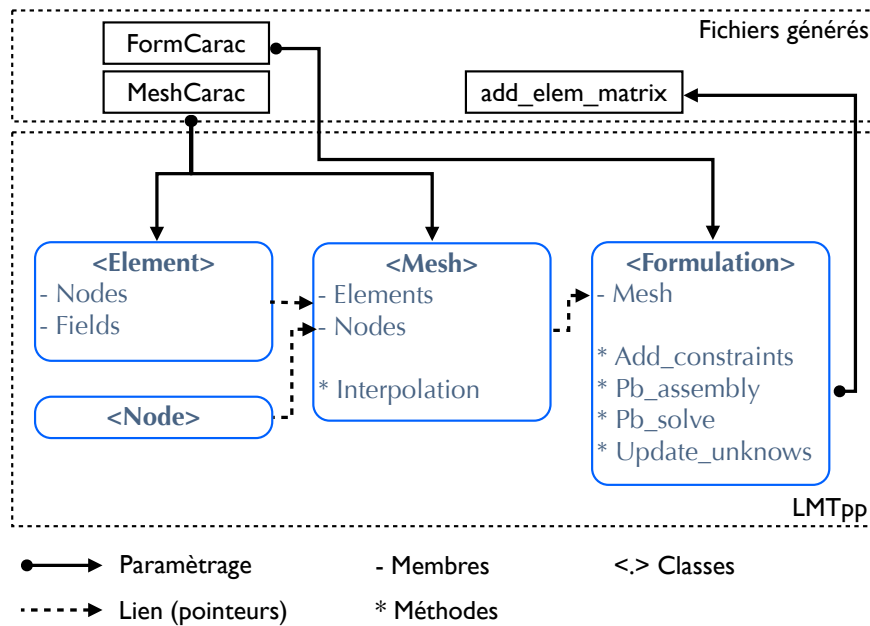 Fichiers générés
FormCarac
MeshCarac
add_elem_matrix
<Element>
- Nodes
- Fields
<Node>
<Mesh>
- Elements
- Nodes
* Interpolation
<Formulation>
- Mesh
* Add_constraints
* Pb_assembly
* Pb_solve
* Update_unknows
LMTpp
Paramètrage
- Membres
<.> Classes
Lien (pointeurs)
* Méthodes